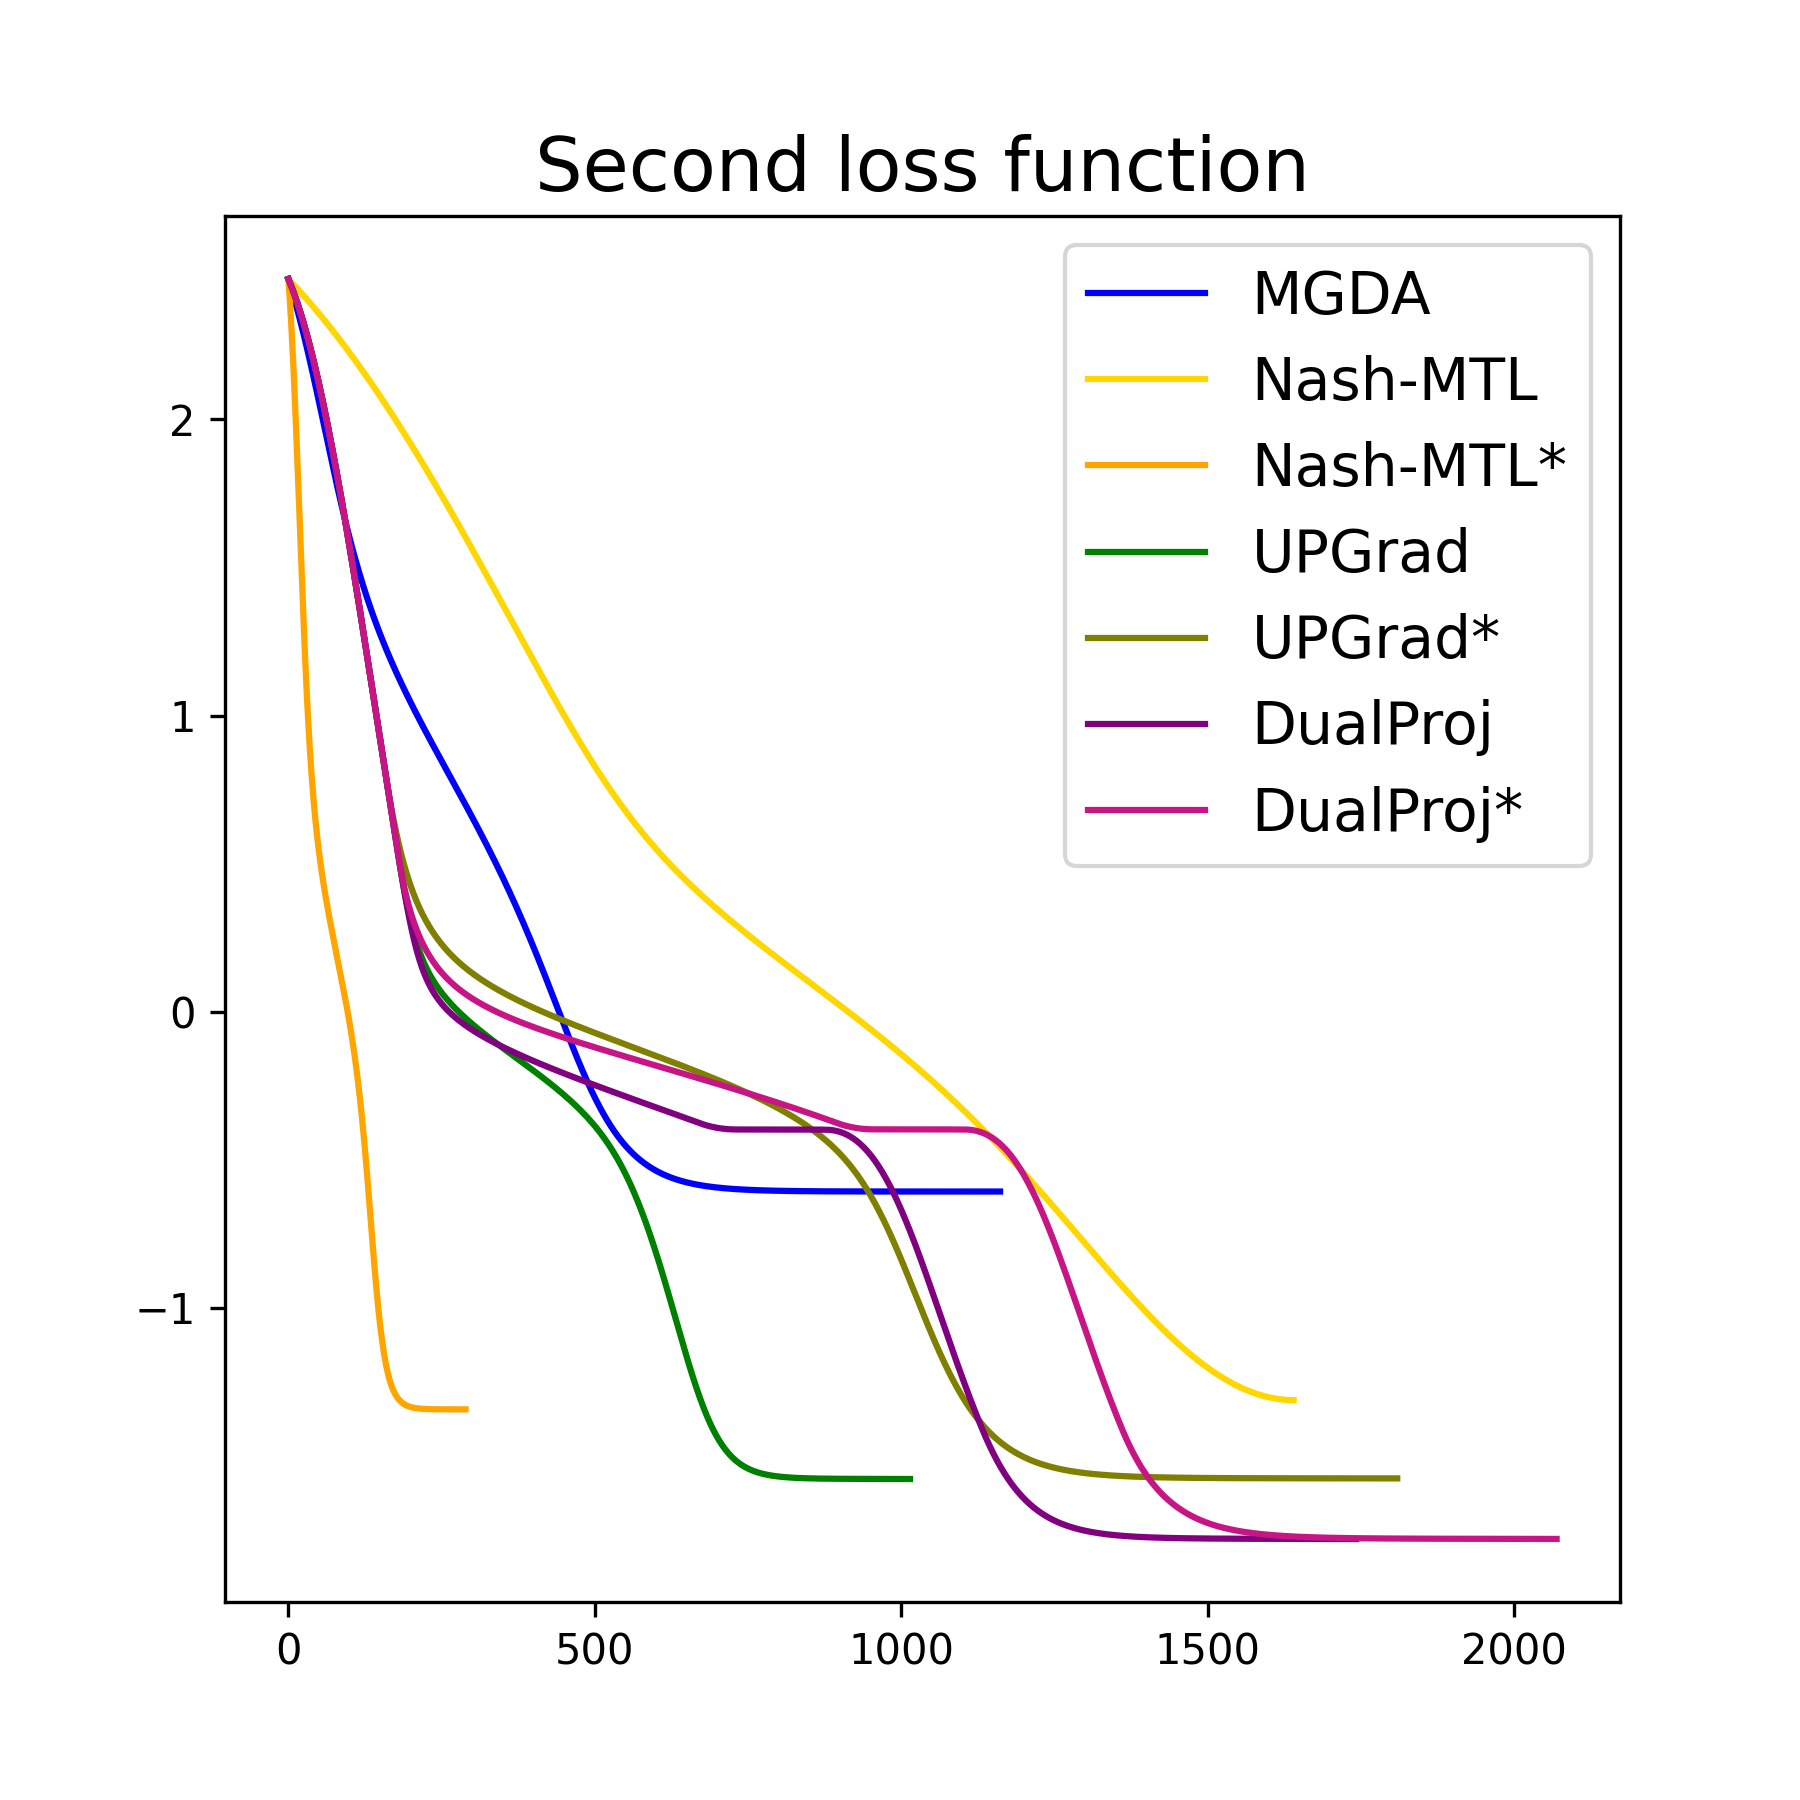 Second loss function
MGDA
Nash-MTL
Nash-MTL*
UPGrad
UPGrad*
DualProj
DualProj*
2
1
0
−1
0 500 1000 1500 2000